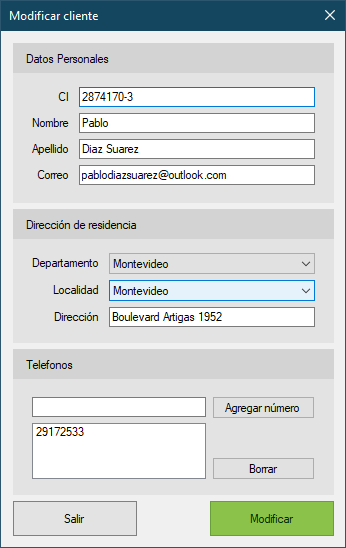 Modificar cliente
Datos Personales
CI 2874170-3
Nombre Pablo
Apellido Diaz Suarez
Correo pablodiazsuarez@outlook.com
Dirección de residencia
Departamento Montevideo
Localidad Montevideo
Dirección Boulevard Artigas 1952
Telefonos
Agregar número
29172533
Borrar
Salir Modificar